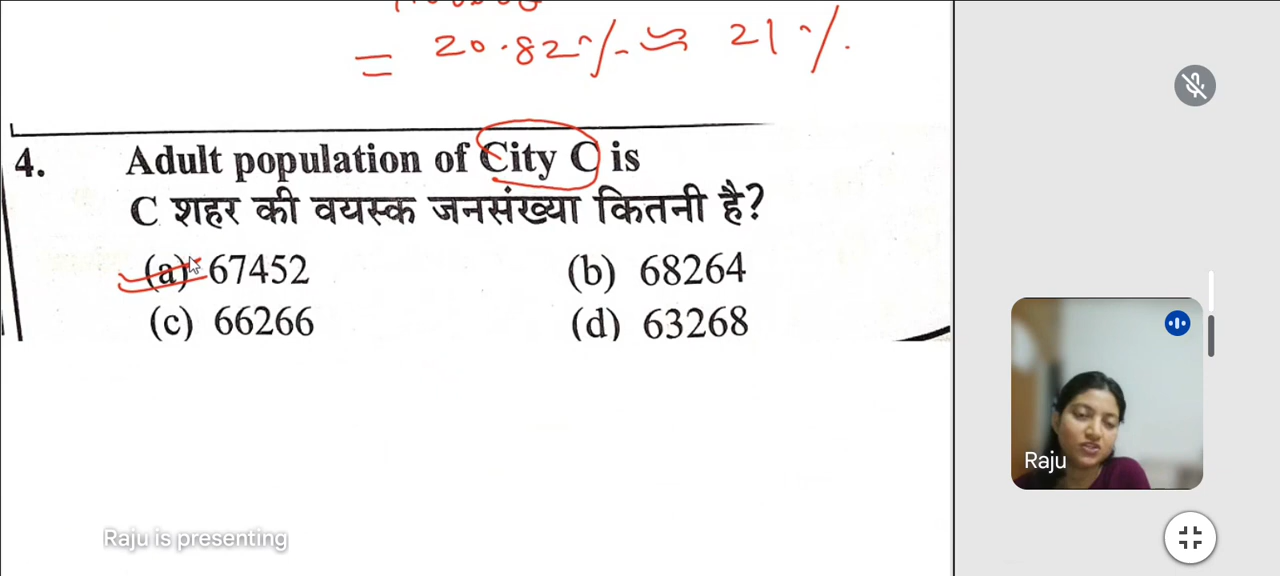 = 20.82% ≈ 21%.
4. Adult population of City C is
C शहर की वयस्क जनसंख्या कितनी है?
(a) 67452 (b) 68264
(c) 66266 (d) 63268
Raju
Raju is presenting